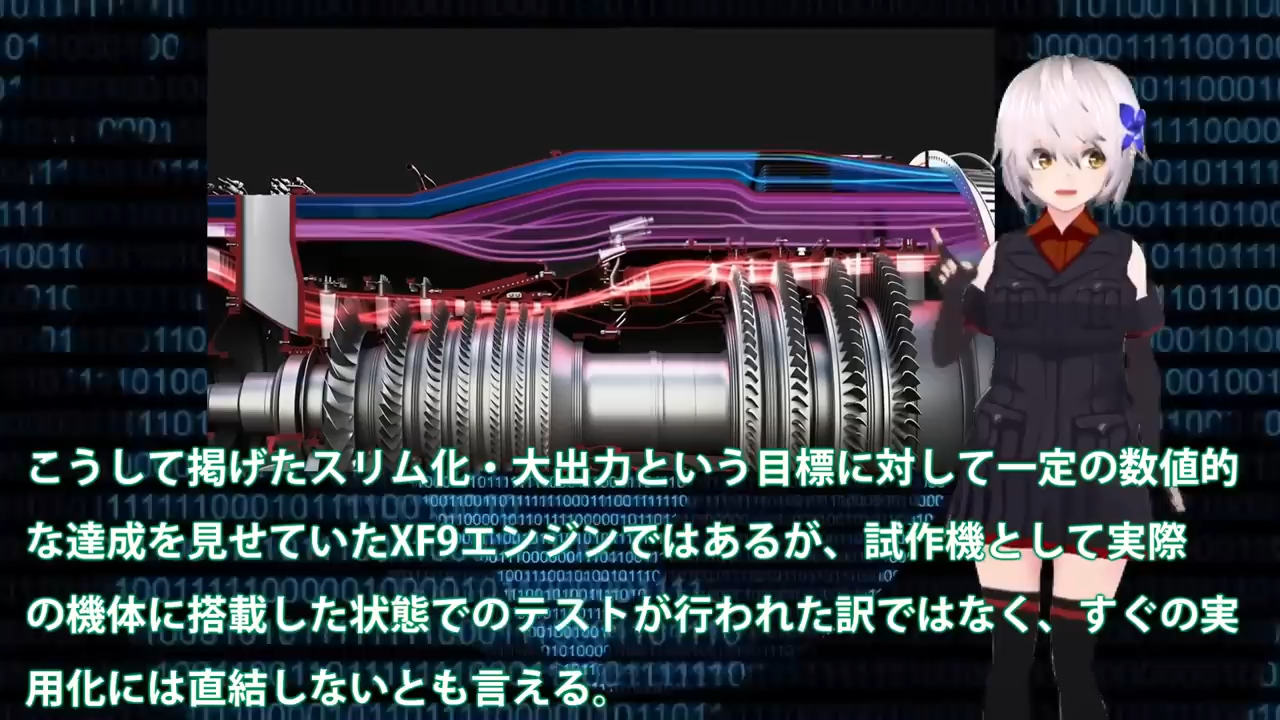 こうして掲げたスリム化・大出力という目標に対して一定の数値的
な達成を見せていたXF9エンジンではあるが、試作機として実際
の機体に搭載した状態でのテストが行われた訳ではなく、すぐの実
用化には直結しないとも言える。